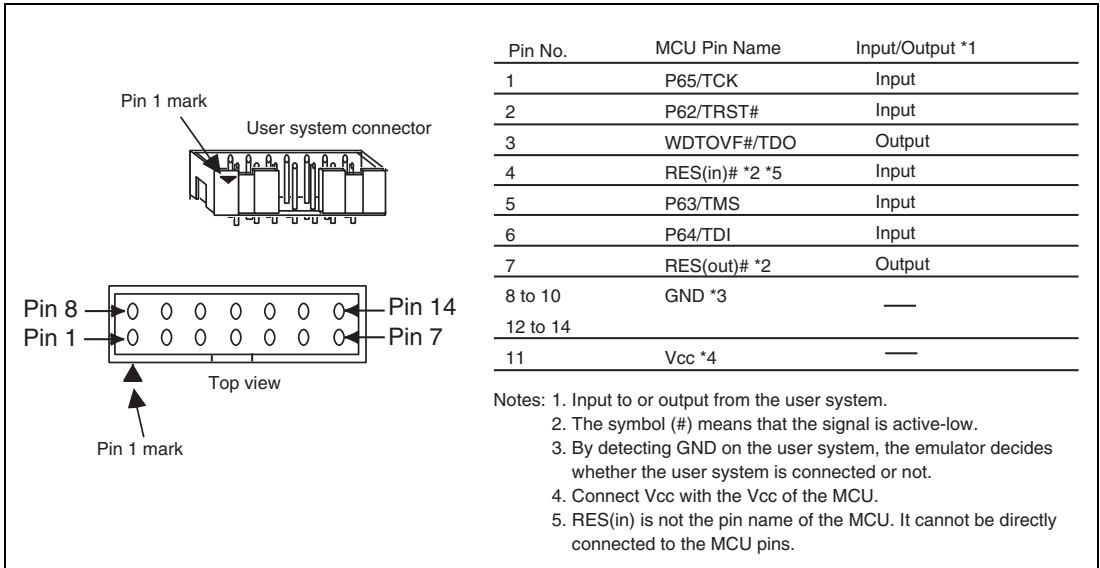 Pin 1 mark
User system connector
Pin 8
Pin 14
Pin 1
Pin 7
Top view
Pin 1 mark
Pin No. MCU Pin Name Input/Output *1
1 P65/TCK Input
2 P62/TRST# Input
3 WDTOVF#/TDO Output
4 RES(in)# *2 *5 Input
5 P63/TMS Input
6 P64/TDI Input
7 RES(out)# *2 Output
8 to 10 GND *3 —
12 to 14
11 Vcc *4 —
Notes: 1. Input to or output from the user system.
2. The symbol (#) means that the signal is active-low.
3. By detecting GND on the user system, the emulator decides
whether the user system is connected or not.
4. Connect Vcc with the Vcc of the MCU.
5. RES(in) is not the pin name of the MCU. It cannot be directly
connected to the MCU pins.